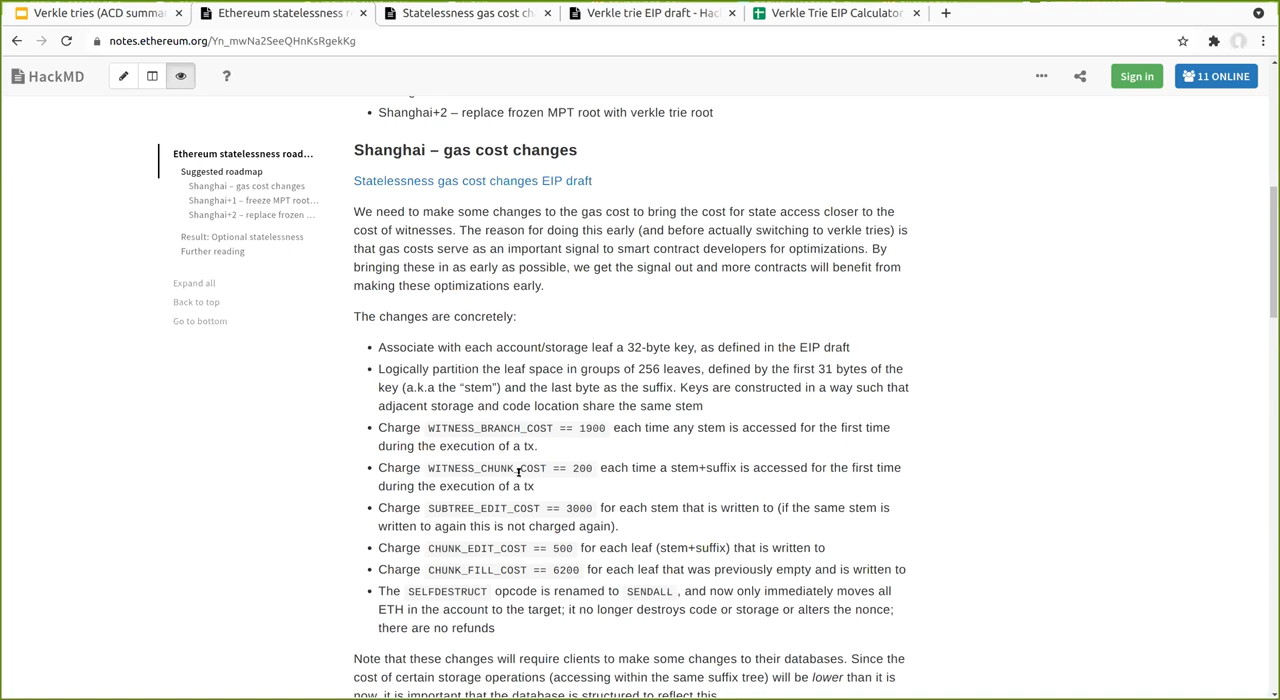 Verkle tries (ACD summa
Ethereum statelessness r
Statelessness gas cost ch
Verkle trie EIP draft - Hac
Verkle Trie EIP Calculator
notes.ethereum.org/Yn_mwNa2SeeQHnKsRgekKg
HackMD
?
Sign in
11 ONLINE
Ethereum statelessness road…
Suggested roadmap
Shanghai – gas cost changes
Shanghai+1 – freeze MPT root…
Shanghai+2 – replace frozen …
Result: Optional statelessness
Further reading
Expand all
Back to top
Go to bottom
• Shanghai+2 – replace frozen MPT root with verkle trie root
Shanghai – gas cost changes
Statelessness gas cost changes EIP draft
We need to make some changes to the gas cost to bring the cost for state access closer to the
cost of witnesses. The reason for doing this early (and before actually switching to verkle tries) is
that gas costs serve as an important signal to smart contract developers for optimizations. By
bringing these in as early as possible, we get the signal out and more contracts will benefit from
making these optimizations early.
The changes are concretely:
• Associate with each account/storage leaf a 32-byte key, as defined in the EIP draft
• Logically partition the leaf space in groups of 256 leaves, defined by the first 31 bytes of the
key (a.k.a the “stem”) and the last byte as the suffix. Keys are constructed in a way such that
adjacent storage and code location share the same stem
• Charge WITNESS_BRANCH_COST == 1900 each time any stem is accessed for the first time
during the execution of a tx.
• Charge WITNESS_CHUNK_COST == 200 each time a stem+suffix is accessed for the first time
during the execution of a tx
• Charge SUBTREE_EDIT_COST == 3000 for each stem that is written to (if the same stem is
written to again this is not charged again).
• Charge CHUNK_EDIT_COST == 500 for each leaf (stem+suffix) that is written to
• Charge CHUNK_FILL_COST == 6200 for each leaf that was previously empty and is written to
• The SELFDESTRUCT opcode is renamed to SENDALL , and now only immediately moves all
ETH in the account to the target; it no longer destroys code or storage or alters the nonce;
there are no refunds
Note that these changes will require clients to make some changes to their databases. Since the
cost of certain storage operations (accessing within the same suffix tree) will be lower than it is
now, it is important that the database is structured to reflect this.